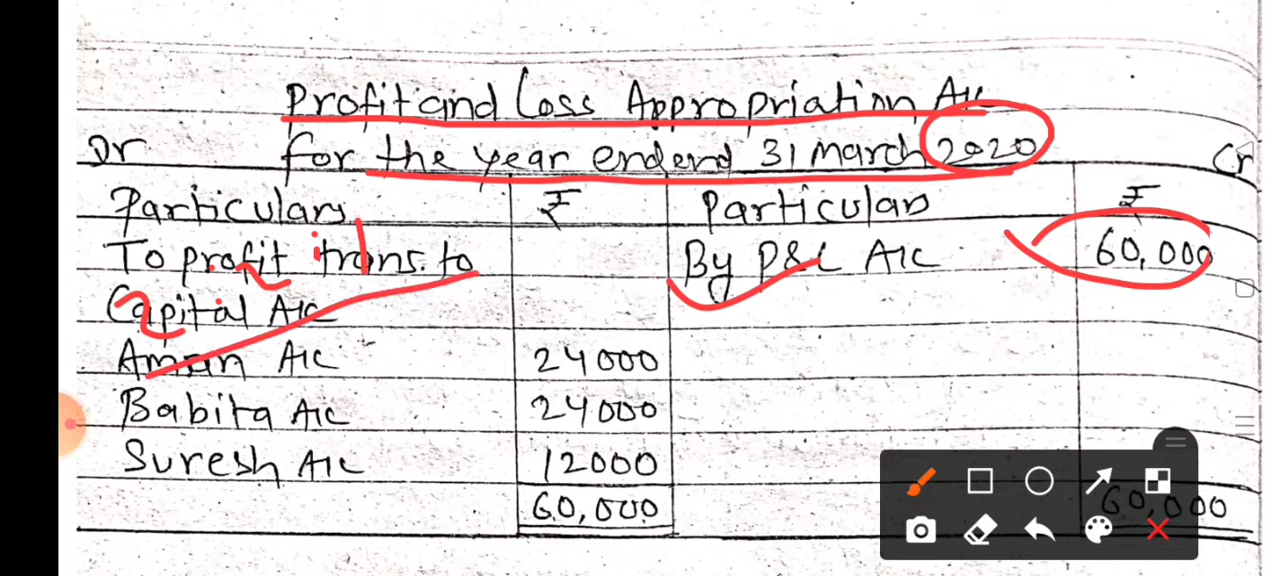 Profit and Loss Appropriation A/c
Dr for the year endend 31 March 2020 Cr
Particulars ₹ Particulars ₹
To profit trans. to By P&L A/C 60,000
Capital A/C
Aman A/C 24000
Babita A/C 24000
Suresh A/C 12000
60,000 60,000